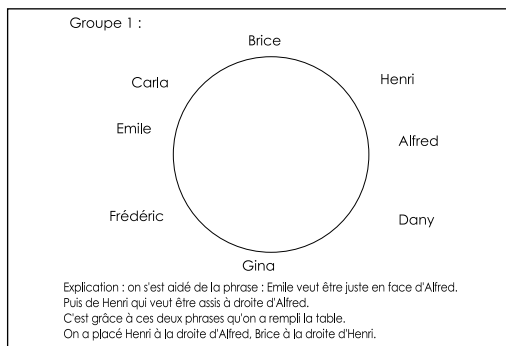 Groupe 1 :
Brice
Carla
Henri
Emile
Alfred
Frédéric
Dany
Gina
Explication : on s'est aidé de la phrase : Emile veut être juste en face d'Alfred.
Puis de Henri qui veut être assis à droite d'Alfred.
C'est grâce à ces deux phrases qu'on a rempli la table.
On a placé Henri à la droite d'Alfred, Brice à la droite d'Henri.